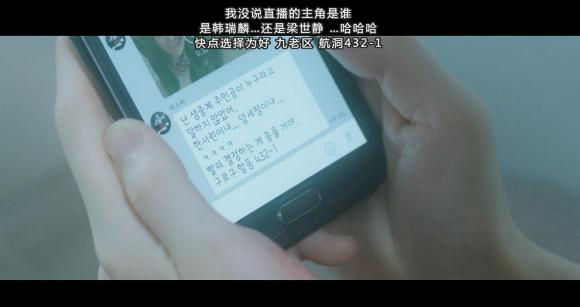 我没说直播的主角是谁
是韩瑞麟…还是梁世静 …哈哈哈
快点选择为好 九老区 航洞432-1
마스터
난 생중계 주인공이 누구라고
말하지 않았어.
한서린이냐... 양세정이냐...
ㅋㅋㅋㅋ
빨리 결정하는 게 좋을 거야.
구로구 항동 432-1